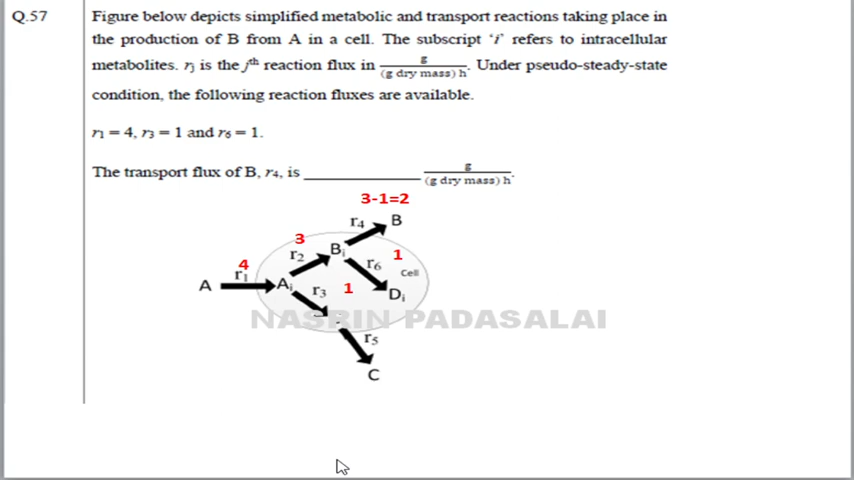 Q.57 Figure below depicts simplified metabolic and transport reactions taking place in
the production of B from A in a cell. The subscript ‘i’ refers to intracellular
metabolites. rj is the jth reaction flux in g/(g dry mass) h. Under pseudo-steady-state
condition, the following reaction fluxes are available.
r1 = 4, r3 = 1 and r6 = 1.
The transport flux of B, r4, is ____________ g/(g dry mass) h.
3-1=2
r4 B
3
r2 Bi 1
4 r6 Cell
r1
A Ai r3 1 Di
NASRIN PADASALAI
r5
C